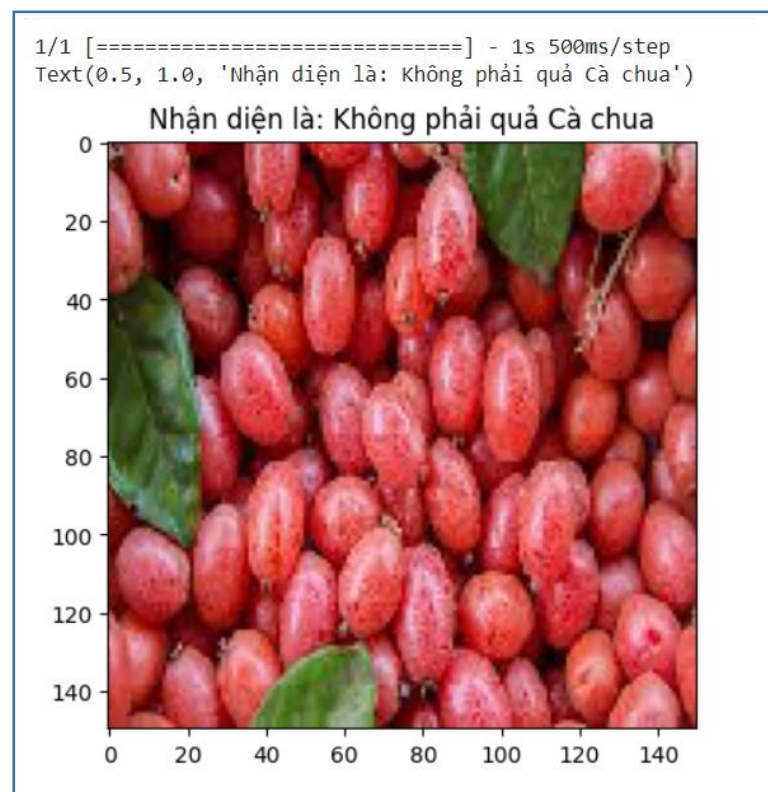 1/1 [==============================] - 1s 500ms/step
Text(0.5, 1.0, 'Nhận diện là: Không phải quả Cà chua')
Nhận diện là: Không phải quả Cà chua
0
20
40
60
80
100
120
140
0 20 40 60 80 100 120 140